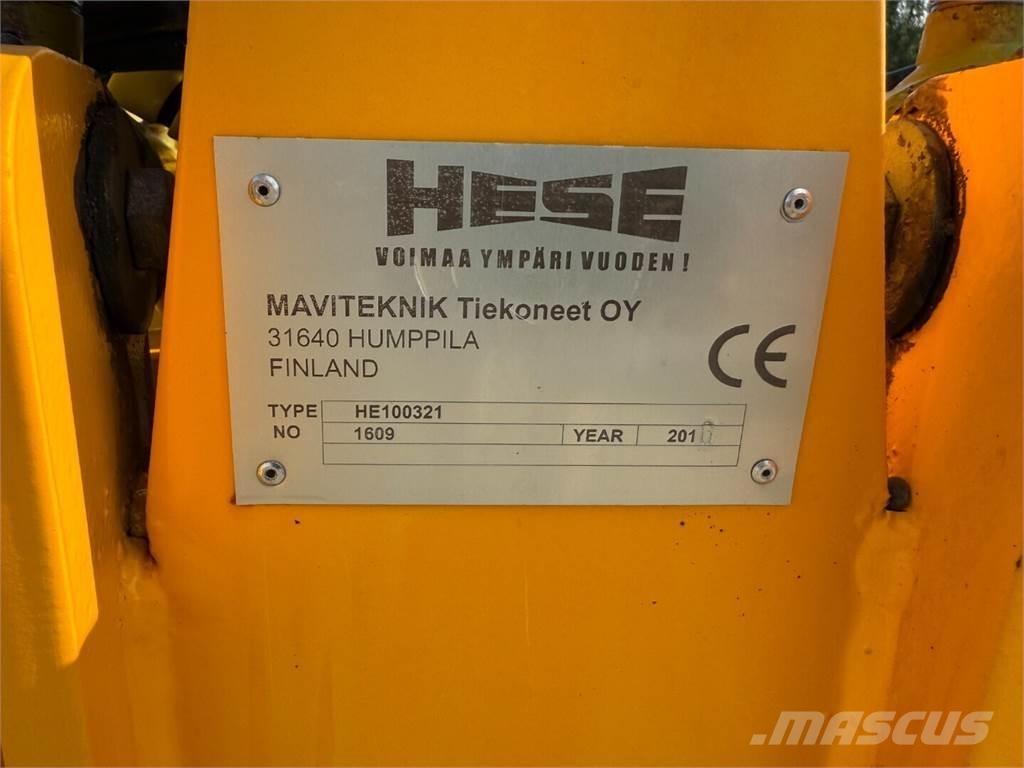 HESE
VOIMAA YMPÄRI VUODEN!
MAVITEKNIK Tiekoneet OY
31640 HUMPPILA
FINLAND
CE
TYPE HE100321
NO 1609 YEAR
MASCUS